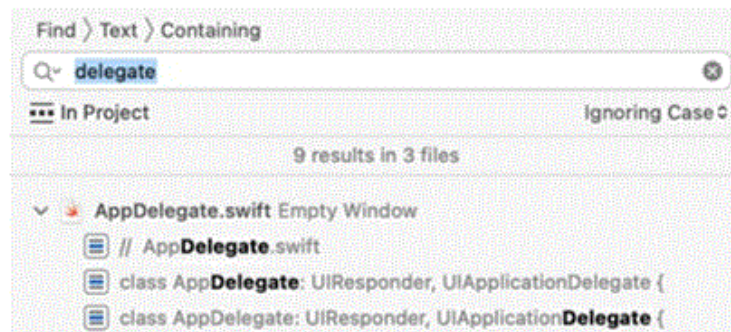 Find 〉 Text 〉 Containing
delegate
In Project Ignoring Case
9 results in 3 files
AppDelegate.swift Empty Window
// AppDelegate.swift
class AppDelegate: UIResponder, UIApplicationDelegate {
class AppDelegate: UIResponder, UIApplicationDelegate {